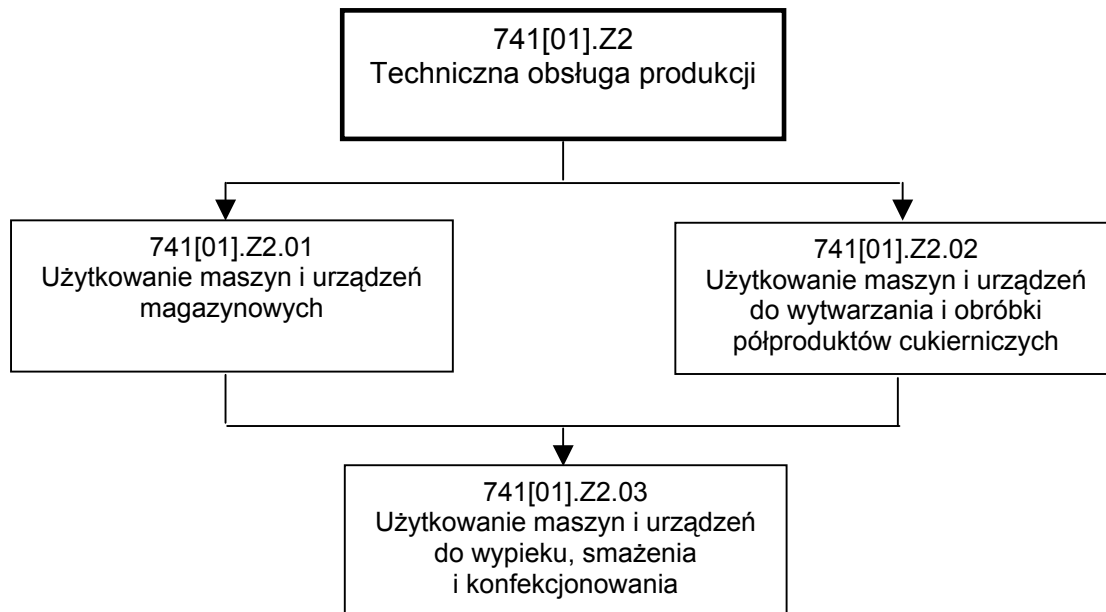 741[01].Z2
Techniczna obsługa produkcji
741[01].Z2.01
Użytkowanie maszyn i urządzeń
magazynowych
741[01].Z2.02
Użytkowanie maszyn i urządzeń
do wytwarzania i obróbki
półproduktów cukierniczych
741[01].Z2.03
Użytkowanie maszyn i urządzeń
do wypieku, smażenia
i konfekcjonowania